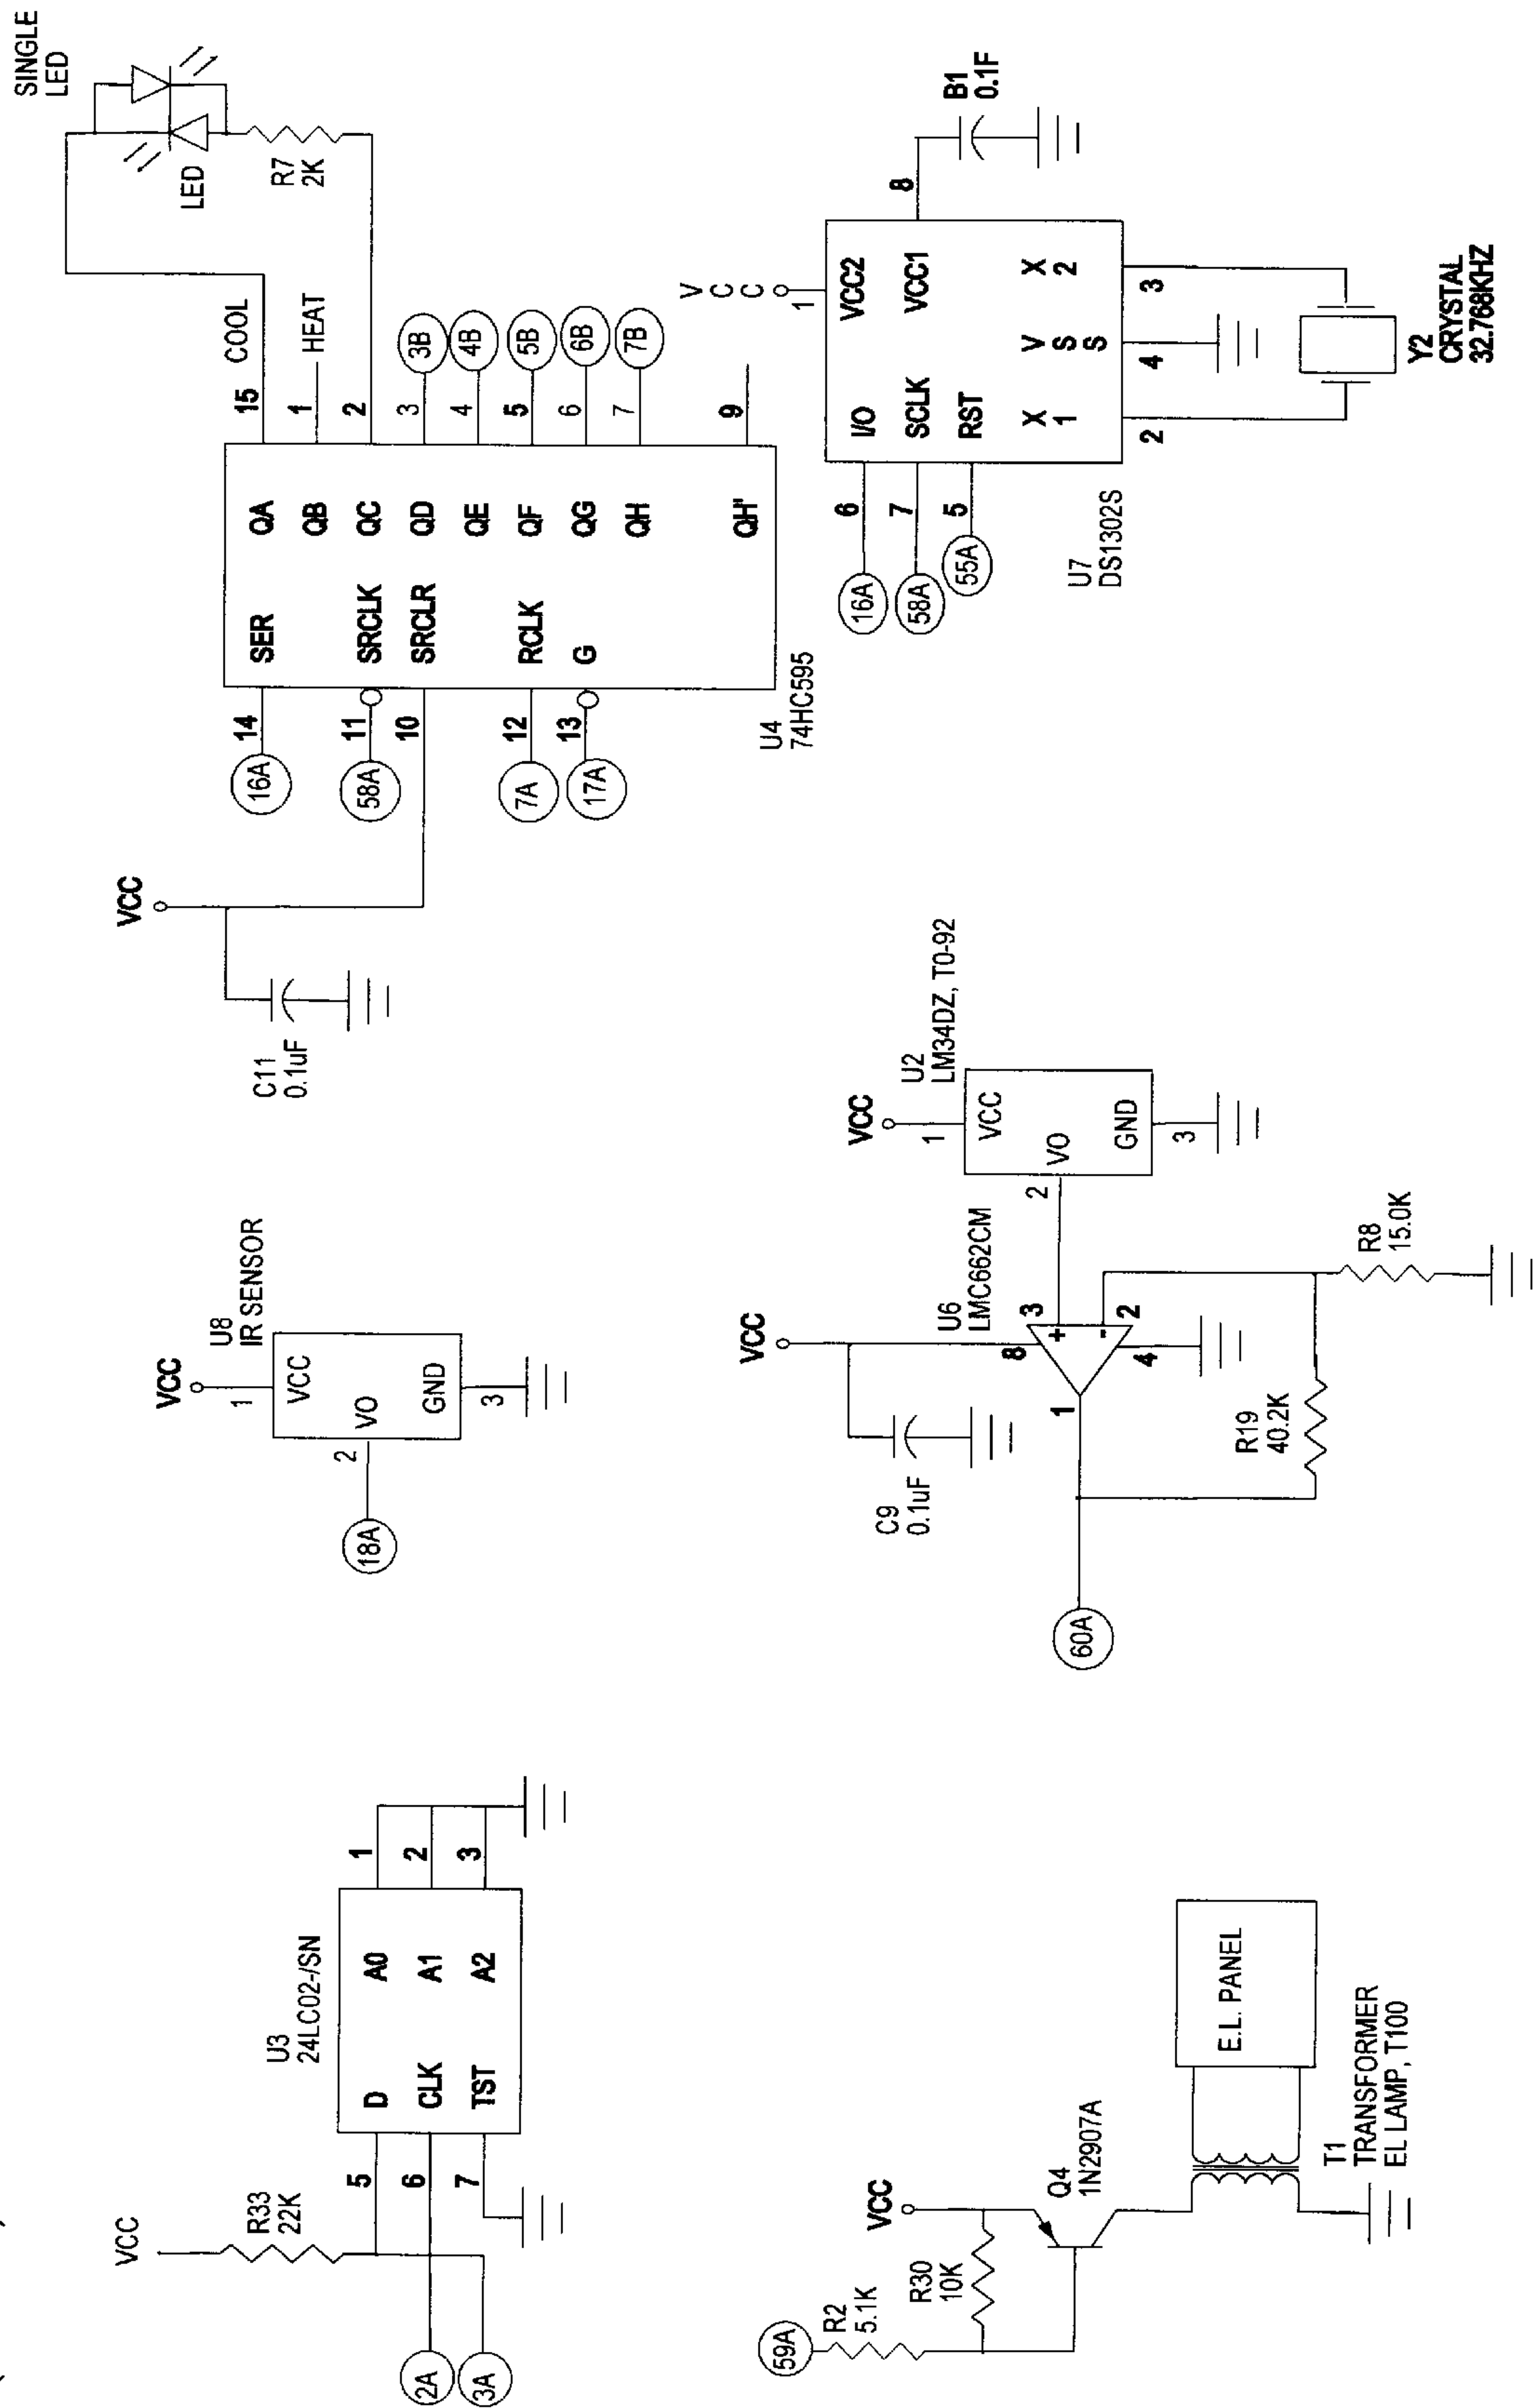 SINGLE
LED
LED
R7
2K
COOL
HEAT
15
1
2
3
4
5
6
7
9
3B
4B
5B
6B
7B
QA
QB
QC
QD
QE
QF
QG
QH
QH'
SER
SRCLK
SRCLR
RCLK
G
14
11
10
12
13
16A
58A
7A
17A
U4
74HC595
VCC
C11
0.1uF
B1
0.1F
8
VCC
1
VCC2
VCC1
I/O
SCLK
RST
X1
VSS
X2
6
7
5
2
4
3
16A
58A
55A
U7
DS1302S
Y2
CRYSTAL
32.768KHZ
U8
IR SENSOR
VCC
1
VCC
VO
GND
2
3
18A
U2
LM34DZ, T0-92
VCC
1
VCC
VO
GND
2
3
U6
LMC662CM
VCC
8
3
+
-
2
4
1
C9
0.1uF
R19
40.2K
R8
15.0K
60A
U3
24LC02-/SN
VCC
R33
22K
D
CLK
TST
A0
A1
A2
5
6
7
1
2
3
2A
3A
59A
R2
5.1K
R30
10K
VCC
Q4
1N2907A
E.L. PANEL
T1
TRANSFORMER
EL LAMP, T100